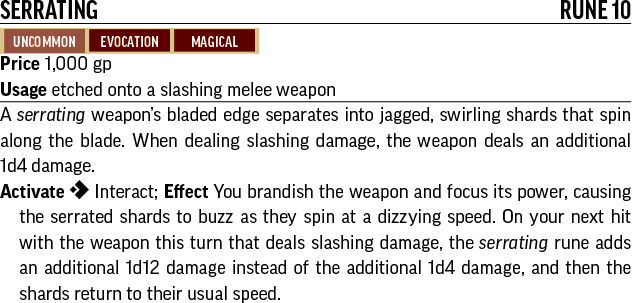 SERRATING RUNE 10
UNCOMMON EVOCATION MAGICAL
Price 1,000 gp
Usage etched onto a slashing melee weapon
A serrating weapon's bladed edge separates into jagged, swirling shards that spin
along the blade. When dealing slashing damage, the weapon deals an additional
1d4 damage.
Activate Interact; Effect You brandish the weapon and focus its power, causing
the serrated shards to buzz as they spin at a dizzying speed. On your next hit
with the weapon this turn that deals slashing damage, the serrating rune adds
an additional 1d12 damage instead of the additional 1d4 damage, and then the
shards return to their usual speed.